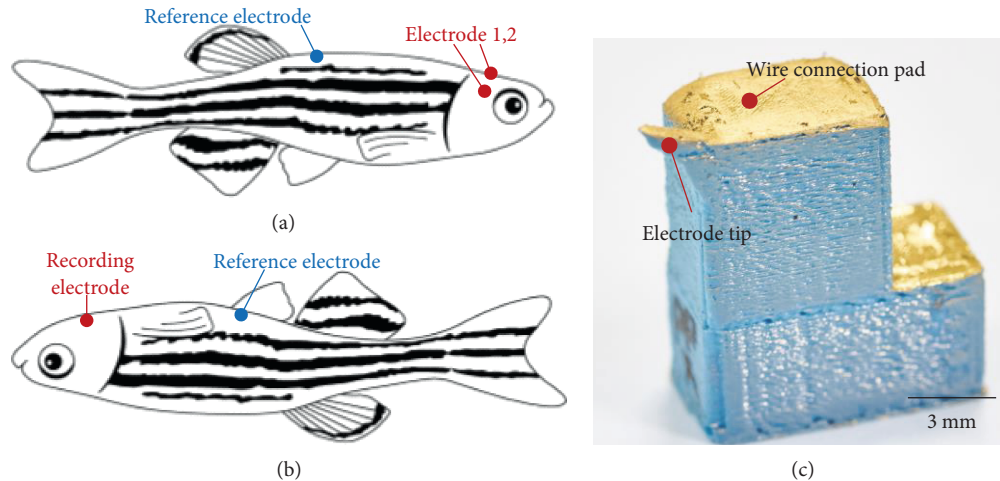 Reference electrode
Electrode 1,2
(a)
Recording
electrode
Reference electrode
(b)
Wire connection pad
Electrode tip
3 mm
(c)